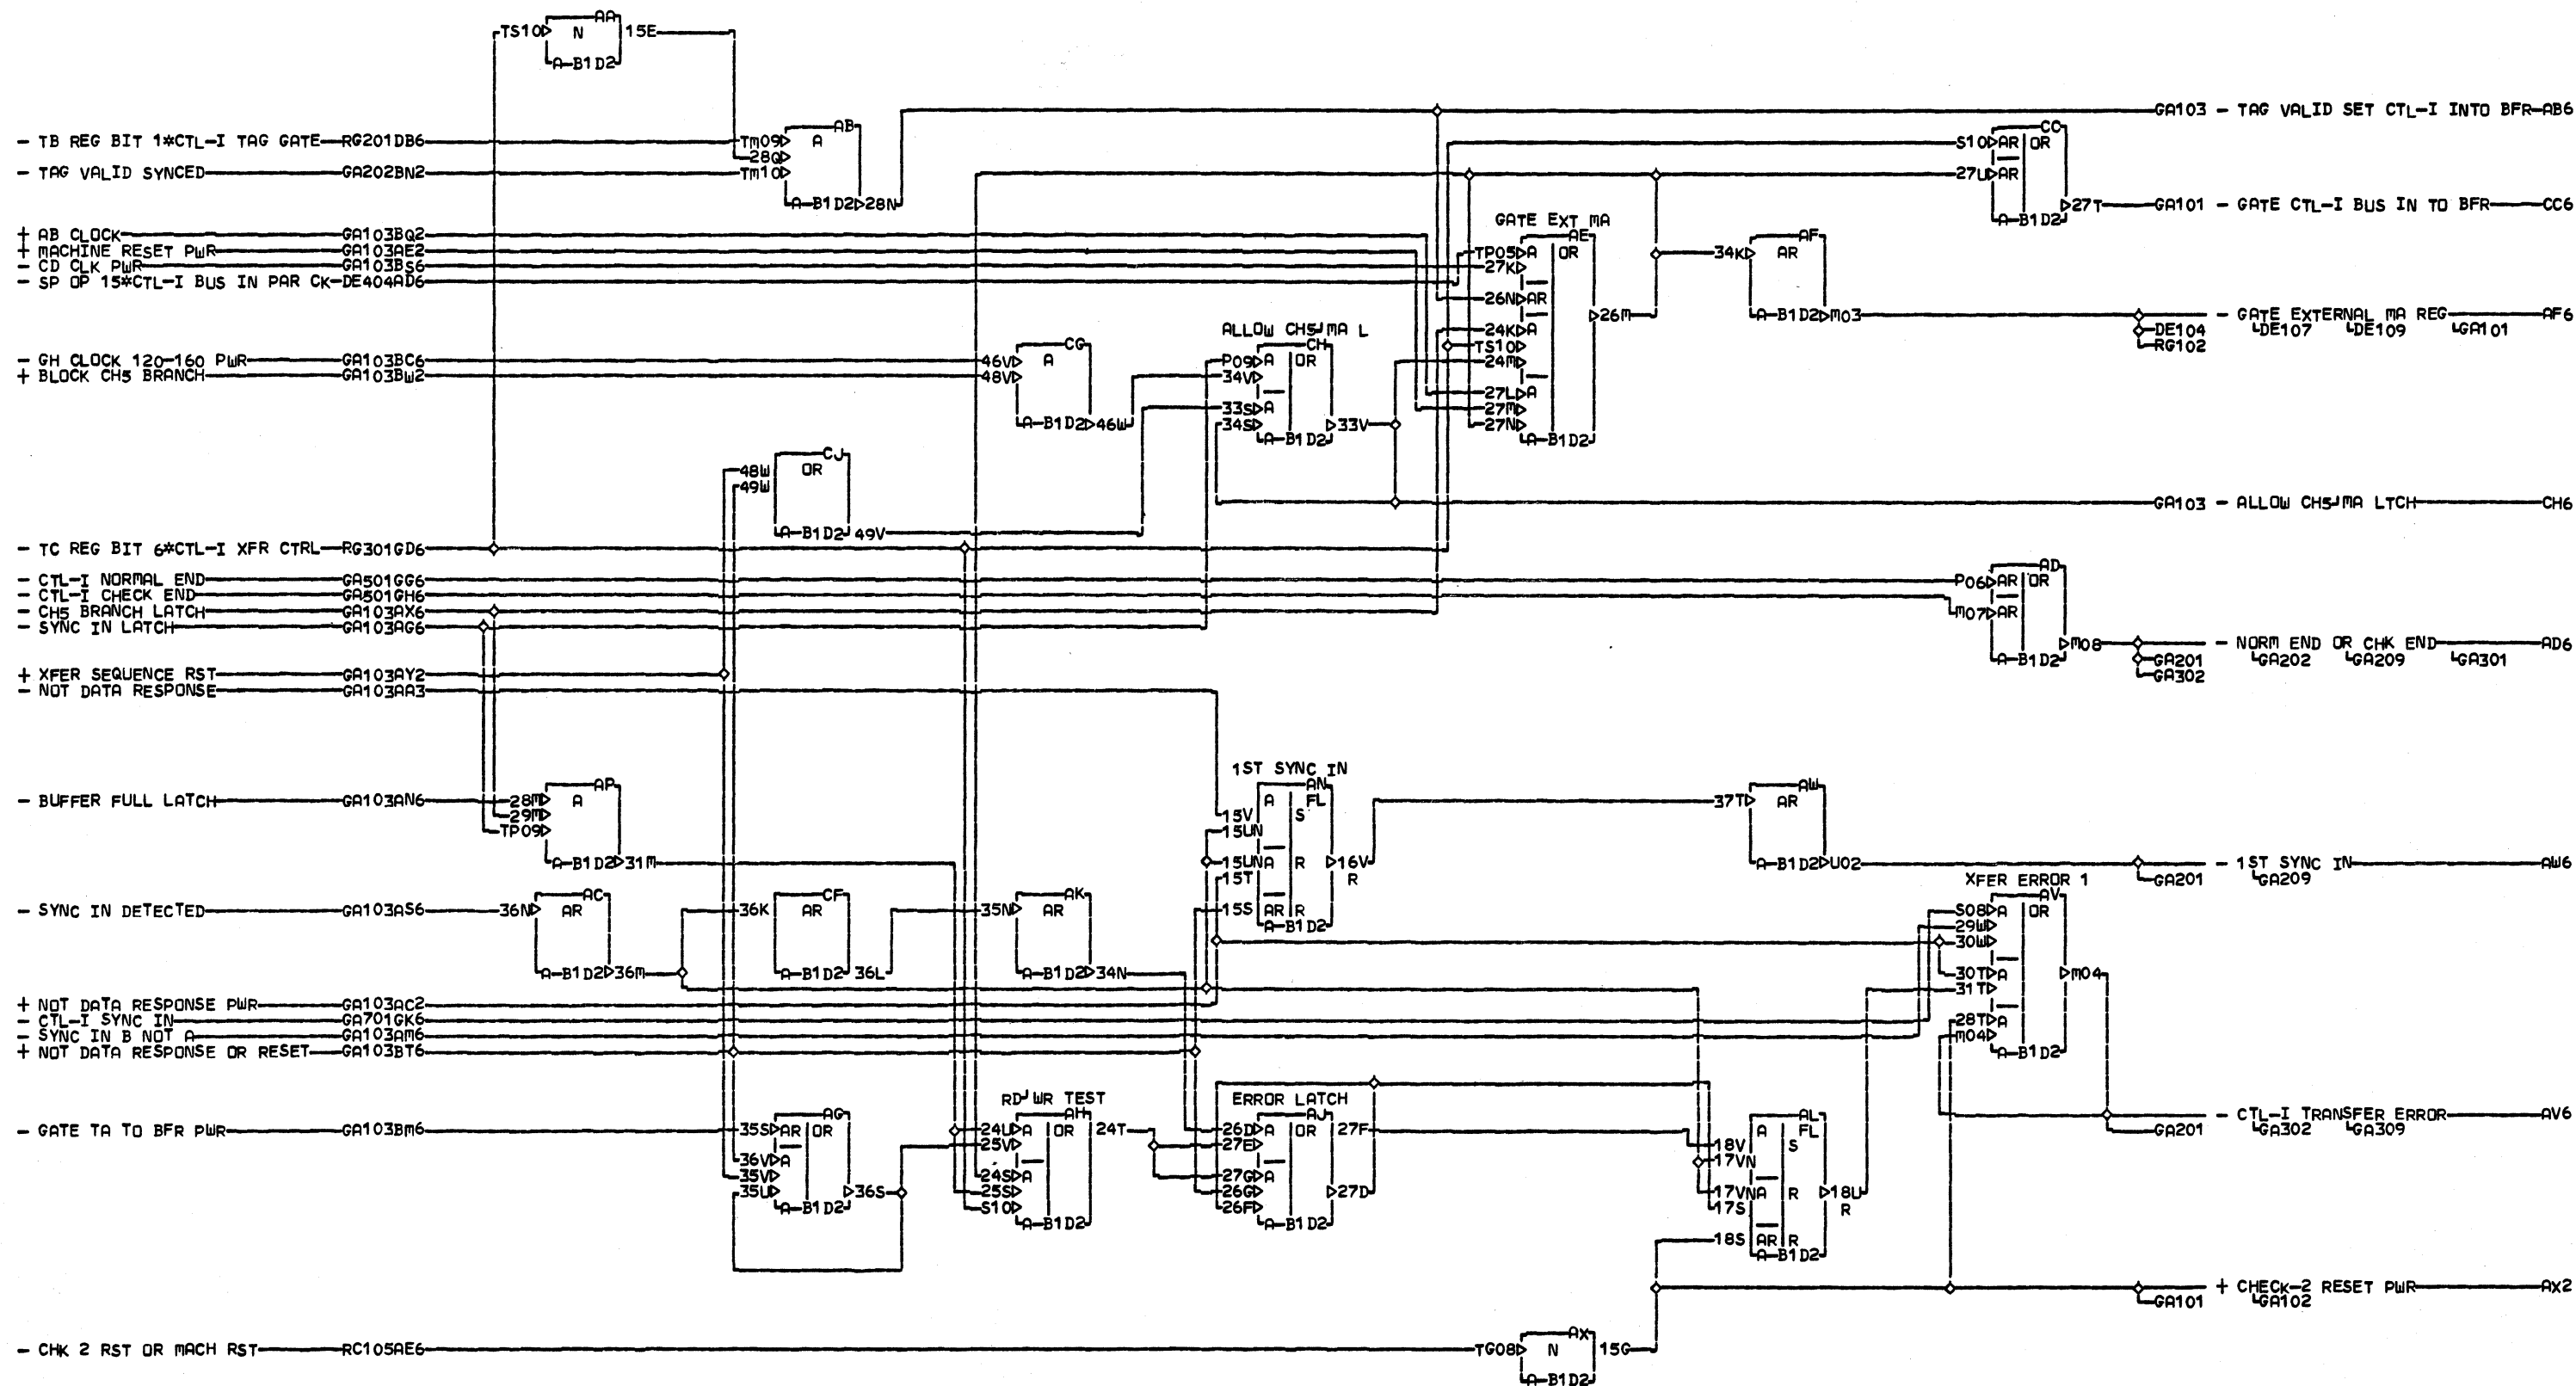 AA
TS10 N 15E
A-B1D2
GA103 - TAG VALID SET CTL-I INTO BFR AB6
- TB REG BIT 1*CTL-I TAG GATE RG201DB6 Tm09 A AB
28Q
- TAG VALID SYNCED GA202BN2 Tm10
A-B1D2 28N
CC
S10 AR OR
27U AR
A-B1D2
27T GA101 - GATE CTL-I BUS IN TO BFR CC6
+ AB CLOCK GA103BQ2
+ MACHINE RESET PWR GA103AE2
- CD CLK PWR GA103BS6
- SP OP 15*CTL-I BUS IN PAR CK DE404AD6
GATE EXT MA
AE
TP05 A OR
27K
26N AR
24K A
TS10
24M
27L A
27M
27N
A-B1D2
26M
AF
34K AR
A-B1D2 M03
- GATE EXTERNAL MA REG AF6
DE104 DE107 DE109 GA101
RG102
- GH CLOCK 120-160 PWR GA103BC6
+ BLOCK CH5 BRANCH GA103BW2
CG
46V A
48V
A-B1D2 46W
ALLOW CH5 MA L
CH
P09 A OR
34V
33S A
34S
A-B1D2
33V
CJ
48W OR
49W
A-B1D2 49V
GA103 - ALLOW CH5 MA LTCH CH6
- TC REG BIT 6*CTL-I XFR CTRL RG301GD6
- CTL-I NORMAL END GA501GG6
- CTL-I CHECK END GA501GH6
- CH5 BRANCH LATCH GA103AX6
- SYNC IN LATCH GA103AG6
AD
P06 AR OR
M07 AR
A-B1D2
M08 - NORM END OR CHK END AD6
GA201 GA202 GA209 GA301
GA302
+ XFER SEQUENCE RST GA103AY2
- NOT DATA RESPONSE GA103AA3
- BUFFER FULL LATCH GA103AN6
AP
28M A
29M
TP09
A-B1D2 31M
1ST SYNC IN
AN
A FL
15V S
15UN
15UN A R
15T
15S AR R
A-B1D2
16V
R
AW
37T AR
A-B1D2 U02
- 1ST SYNC IN AW6
GA201 GA209
- SYNC IN DETECTED GA103AS6
AC
36N AR
A-B1D2 36M
CF
36K AR
A-B1D2 36L
AK
35N AR
A-B1D2 34N
XFER ERROR 1
AV
S08 A OR
29W
30W
30T A
31T
28T A
M04
A-B1D2
M04
+ NOT DATA RESPONSE PWR GA103AC2
- CTL-I SYNC IN GA701GK6
- SYNC IN B NOT A GA103AM6
+ NOT DATA RESPONSE OR RESET GA103BT6
- GATE TA TO BFR PWR GA103Bm6
AG
35S AR OR
36V A
35V
35U
A-B1D2
36S
RD WR TEST
AH
24U A OR 24T
25V
24S A
25S
S10
A-B1D2
ERROR LATCH
AJ
26D A OR 27F
27E
27G A
26G
26F
A-B1D2
27D
AL
A FL
18V S
17VN
17VN A R
17S
18S AR R
A-B1D2
18U
R
- CTL-I TRANSFER ERROR AV6
GA201 GA302 GA309
+ CHECK-2 RESET PWR AX2
GA101 GA102
- CHK 2 RST OR MACH RST RC105AE6
AX
TG08 N 15G
A-B1D2